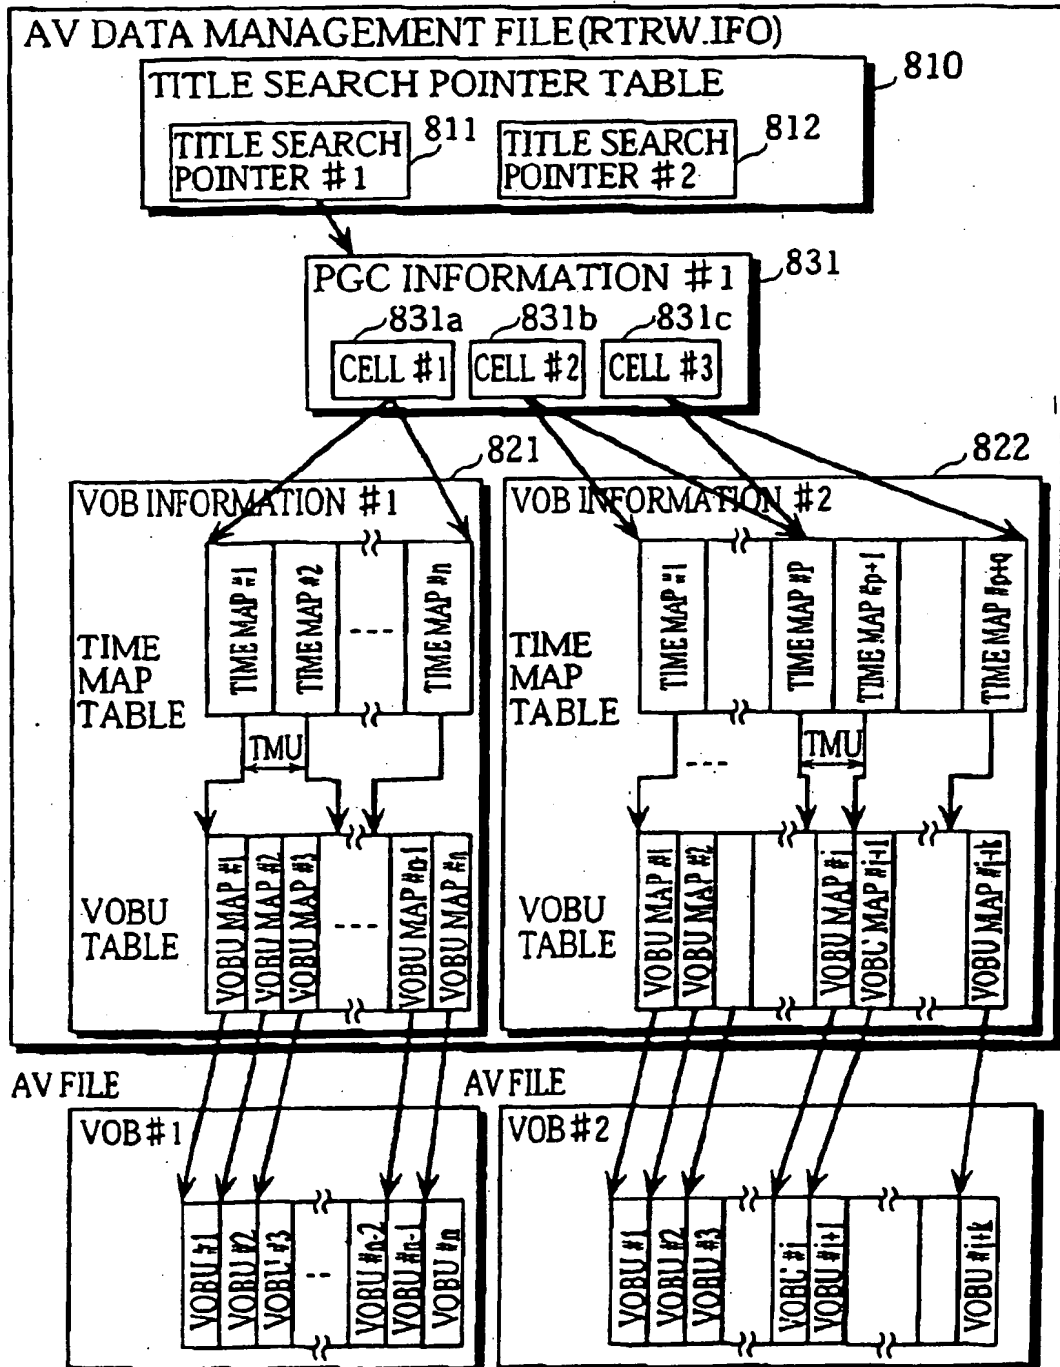 AV DATA MANAGEMENT FILE(RTRW.IFO)
TITLE SEARCH POINTER TABLE
810
TITLE SEARCH
POINTER #1
811
TITLE SEARCH
POINTER #2
812
PGC INFORMATION #1
831
831a
831b
831c
CELL #1
CELL #2
CELL #3
821
VOB INFORMATION #1
TIME
MAP
TABLE
TIME MAP #1
TIME MAP #2
----
TIME MAP #n
TMU
VOBU
TABLE
VOBU MAP #1
VOBU MAP #2
VOBU MAP #3
----
VOBU MAP #n-1
VOBU MAP #n
822
VOB INFORMATION #2
TIME
MAP
TABLE
TIME MAP #1
TIME MAP #P
TIME MAP #p+1
TIME MAP #p+q
---
TMU
VOBU
TABLE
VOBU MAP #1
VOBU MAP #2
VOBU MAP #i
VOBU MAP #i+1
VOBU MAP #i+k
AV FILE
VOB #1
VOBU #1
VOBU #2
VOBU #3
--
VOBU #n-2
VOBU #n-1
VOBU #n
AV FILE
VOB #2
VOBU #1
VOBU #2
VOBU #3
VOBU #i
VOBU #i+1
VOBU #i+k